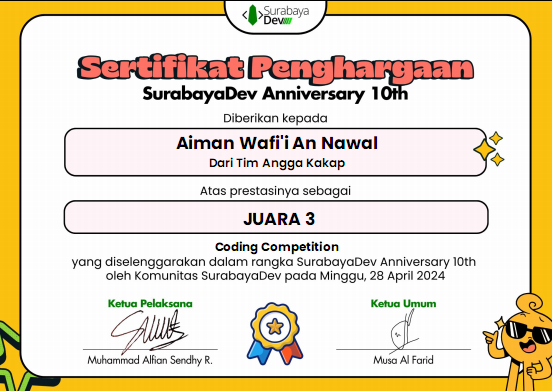 Surabaya
Dev
Sertifikat Penghargaan
SurabayaDev Anniversary 10th
Diberikan kepada
Aiman Wafi'i An Nawal
Dari Tim Angga Kakap
Atas prestasinya sebagai
JUARA 3
Coding Competition
yang diselenggarakan dalam rangka SurabayaDev Anniversary 10th
oleh Komunitas SurabayaDev pada Minggu, 28 April 2024
Ketua Pelaksana
Ketua Umum
Muhammad Alfian Sendhy R.
Musa Al Farid